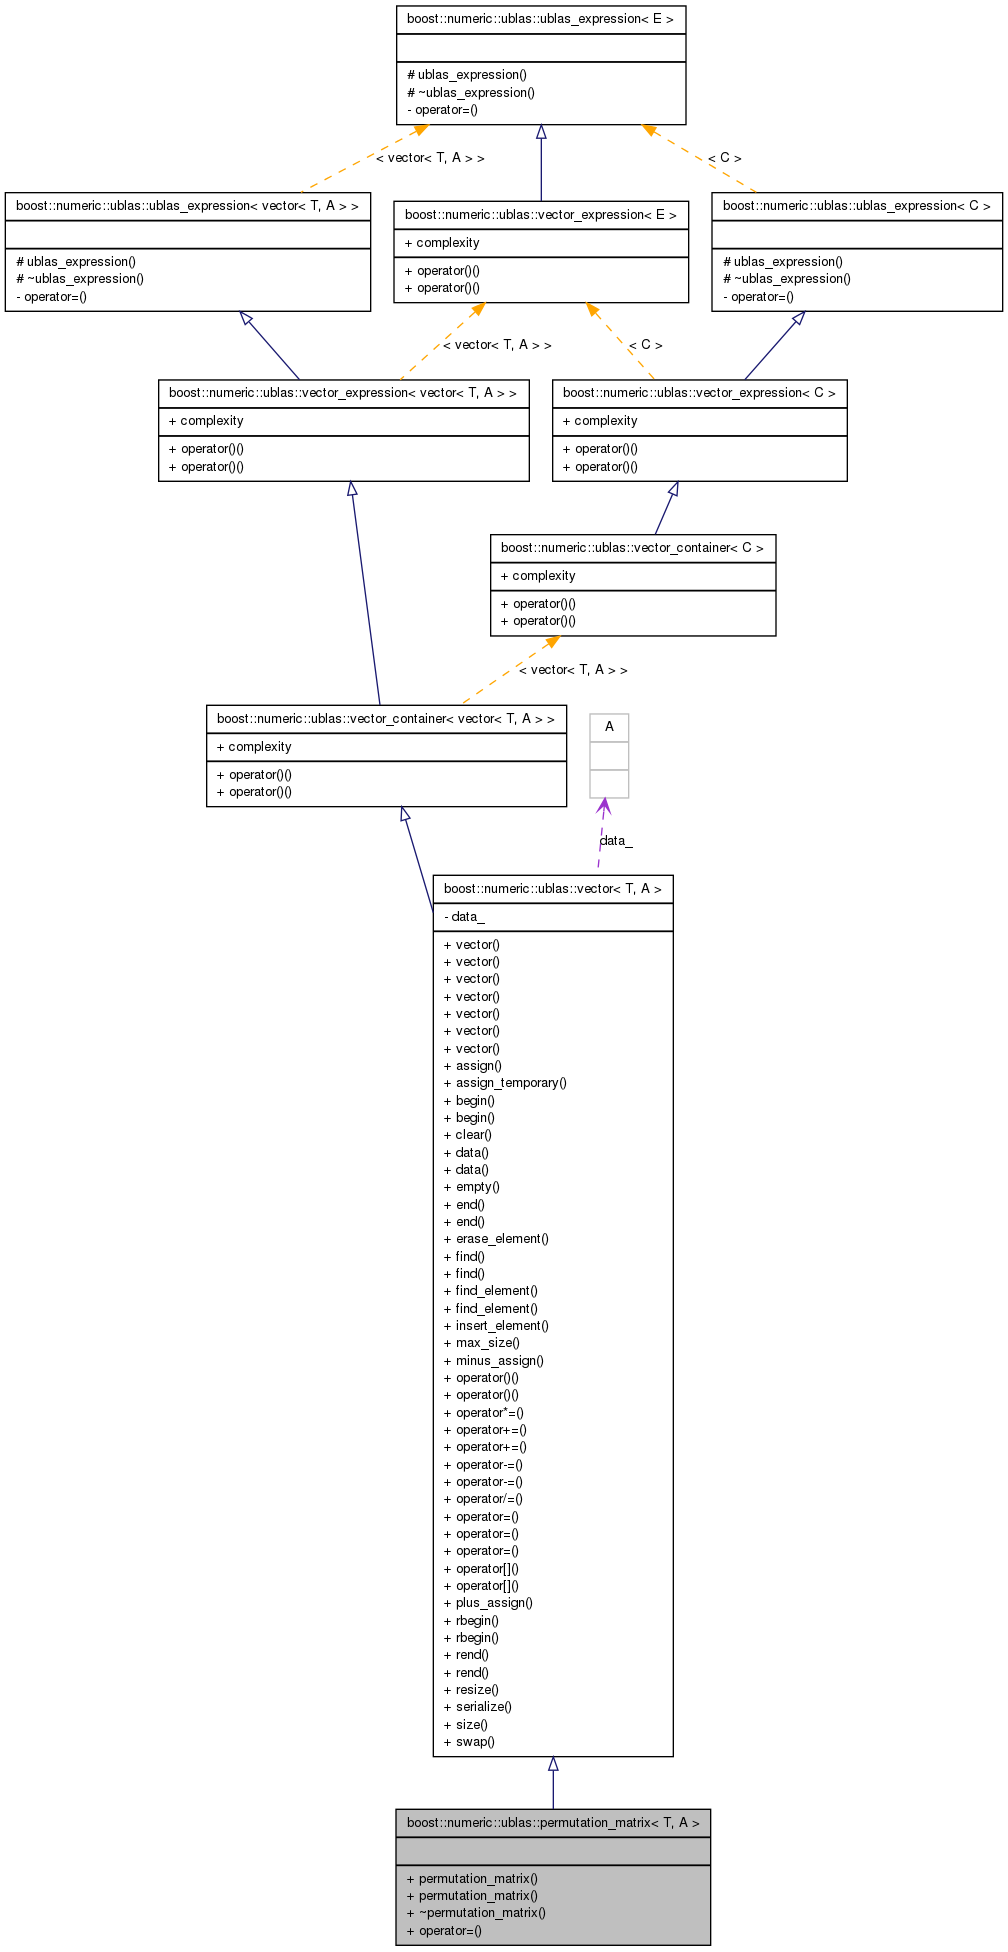 boost::numeric::ublas::ublas_expression< E >
# ublas_expression()
# ~ublas_expression()
- operator=()
< vector< T, A > >
< C >
boost::numeric::ublas::ublas_expression< vector< T, A > >
# ublas_expression()
# ~ublas_expression()
- operator=()
boost::numeric::ublas::vector_expression< E >
+ complexity
+ operator()()
+ operator()()
boost::numeric::ublas::ublas_expression< C >
# ublas_expression()
# ~ublas_expression()
- operator=()
< vector< T, A > >
< C >
boost::numeric::ublas::vector_expression< vector< T, A > >
+ complexity
+ operator()()
+ operator()()
boost::numeric::ublas::vector_expression< C >
+ complexity
+ operator()()
+ operator()()
boost::numeric::ublas::vector_container< C >
+ complexity
+ operator()()
+ operator()()
< vector< T, A > >
boost::numeric::ublas::vector_container< vector< T, A > >
+ complexity
+ operator()()
+ operator()()
A
data_
boost::numeric::ublas::vector< T, A >
- data_
+ vector()
+ vector()
+ vector()
+ vector()
+ vector()
+ vector()
+ vector()
+ assign()
+ assign_temporary()
+ begin()
+ begin()
+ clear()
+ data()
+ data()
+ empty()
+ end()
+ end()
+ erase_element()
+ find()
+ find()
+ find_element()
+ find_element()
+ insert_element()
+ max_size()
+ minus_assign()
+ operator()()
+ operator()()
+ operator*=()
+ operator+=()
+ operator+=()
+ operator-=()
+ operator-=()
+ operator/=()
+ operator=()
+ operator=()
+ operator=()
+ operator[]()
+ operator[]()
+ plus_assign()
+ rbegin()
+ rbegin()
+ rend()
+ rend()
+ resize()
+ serialize()
+ size()
+ swap()
boost::numeric::ublas::permutation_matrix< T, A >
+ permutation_matrix()
+ permutation_matrix()
+ ~permutation_matrix()
+ operator=()